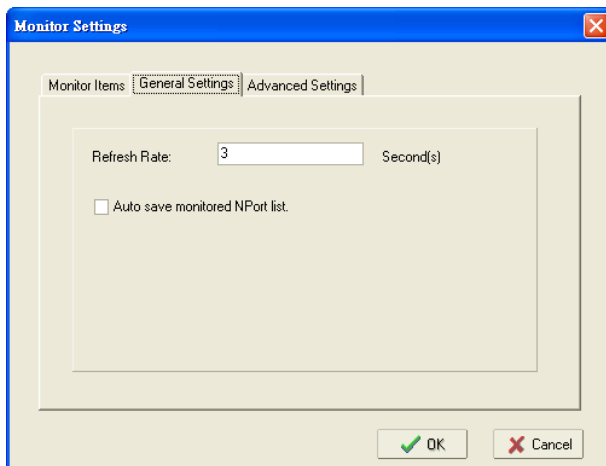 Monitor Settings
Monitor Items General Settings Advanced Settings
Refresh Rate: 3 Second(s)
Auto save monitored NPort list.
OK Cancel